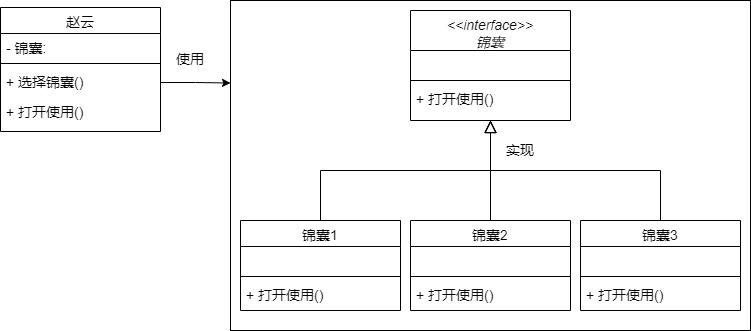 赵云
- 锦囊:
+ 选择锦囊()
+ 打开使用()
使用
<<interface>>
锦囊
+ 打开使用()
实现
锦囊1
+ 打开使用()
锦囊2
+ 打开使用()
锦囊3
+ 打开使用()